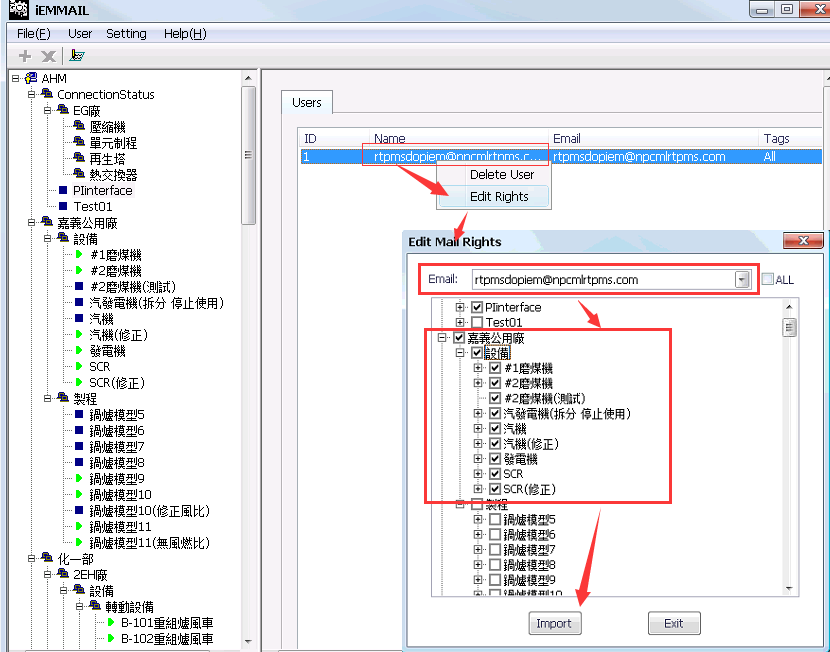 iEMMAIL
File(F) User Setting Help(H)
AHM
ConnectionStatus
EG廠
壓縮機
單元制程
再生塔
熱交換器
PIinterface
Test01
嘉義公用廠
設備
#1磨煤機
#2磨煤機
#2磨煤機(測試)
汽發電機(拆分 停止使用)
汽機
汽機(修正)
發電機
SCR
SCR(修正)
製程
鍋爐模型5
鍋爐模型6
鍋爐模型7
鍋爐模型8
鍋爐模型9
鍋爐模型10
鍋爐模型10(修正風比)
鍋爐模型11
鍋爐模型11(無風燃比)
化一部
2EH廠
設備
轉動設備
B-101重組爐風車
B-102重組爐風車
Users
ID Name Email Tags
1 rtpmsdopiem@npcmlrtpms.c... rtpmsdopiem@npcmlrtpms.com All
Delete User
Edit Rights
Edit Mail Rights
Email: rtpmsdopiem@npcmlrtpms.com ALL
PIinterface
Test01
嘉義公用廠
設備
#1磨煤機
#2磨煤機
#2磨煤機(測試)
汽發電機(拆分 停止使用)
汽機
汽機(修正)
發電機
SCR
SCR(修正)
製程
鍋爐模型5
鍋爐模型6
鍋爐模型7
鍋爐模型8
鍋爐模型9
鍋爐模型10
Import Exit